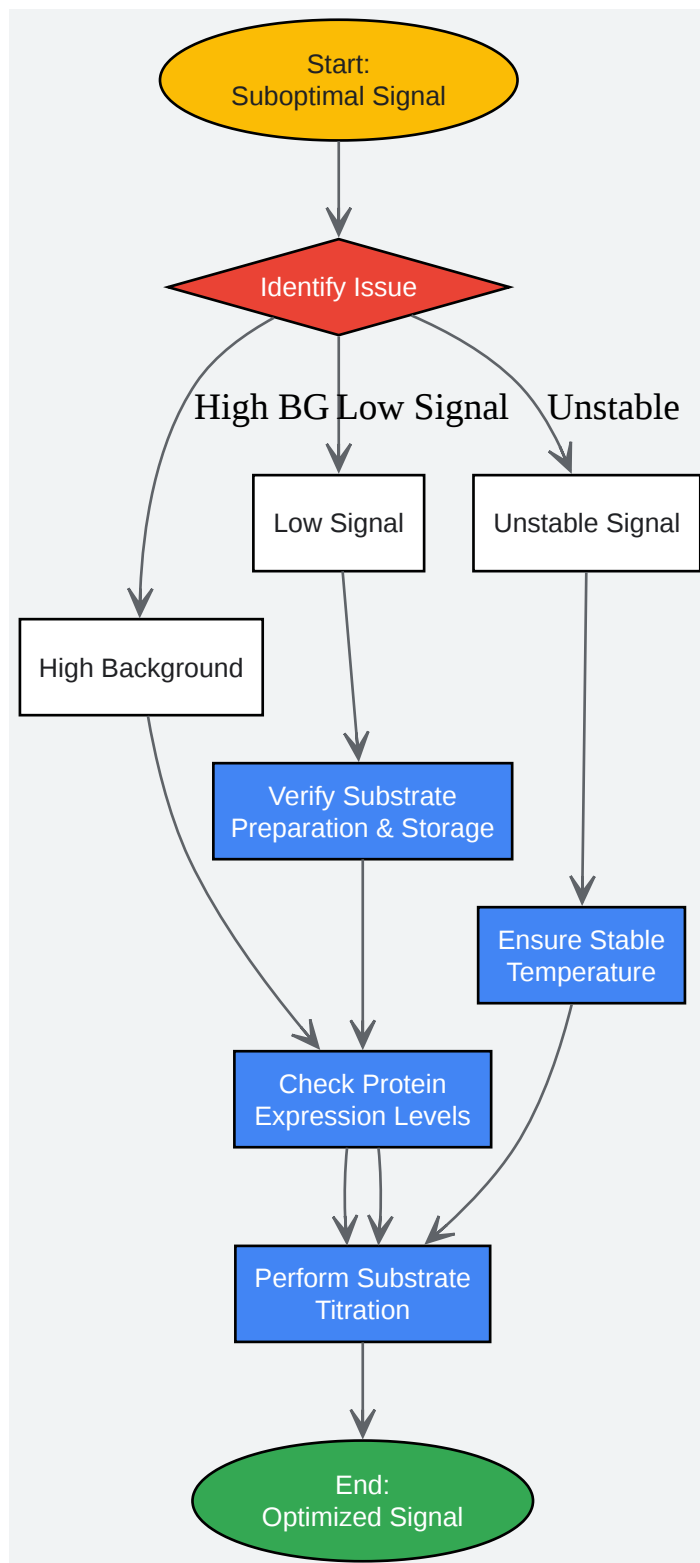 Start:
Suboptimal Signal
Identify Issue
High BG
Low Signal
Unstable
Low Signal
Unstable Signal
High Background
Verify Substrate
Preparation & Storage
Ensure Stable
Temperature
Check Protein
Expression Levels
Perform Substrate
Titration
End:
Optimized Signal